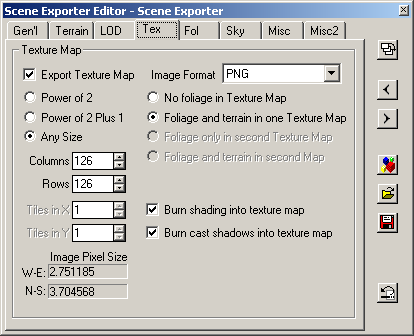 Scene Exporter Editor - Scene Exporter
Gen'l Terrain LOD Tex Fol Sky Misc Misc2
Texture Map
Export Texture Map Image Format PNG
Power of 2 No foliage in Texture Map
Power of 2 Plus 1 Foliage and terrain in one Texture Map
Any Size Foliage only in second Texture Map
Columns 126 Foliage and terrain in second Map
Rows 126
Tiles in X 1 Burn shading into texture map
Tiles in Y 1 Burn cast shadows into texture map
Image Pixel Size
W-E: 2.751185
N-S: 3.704568